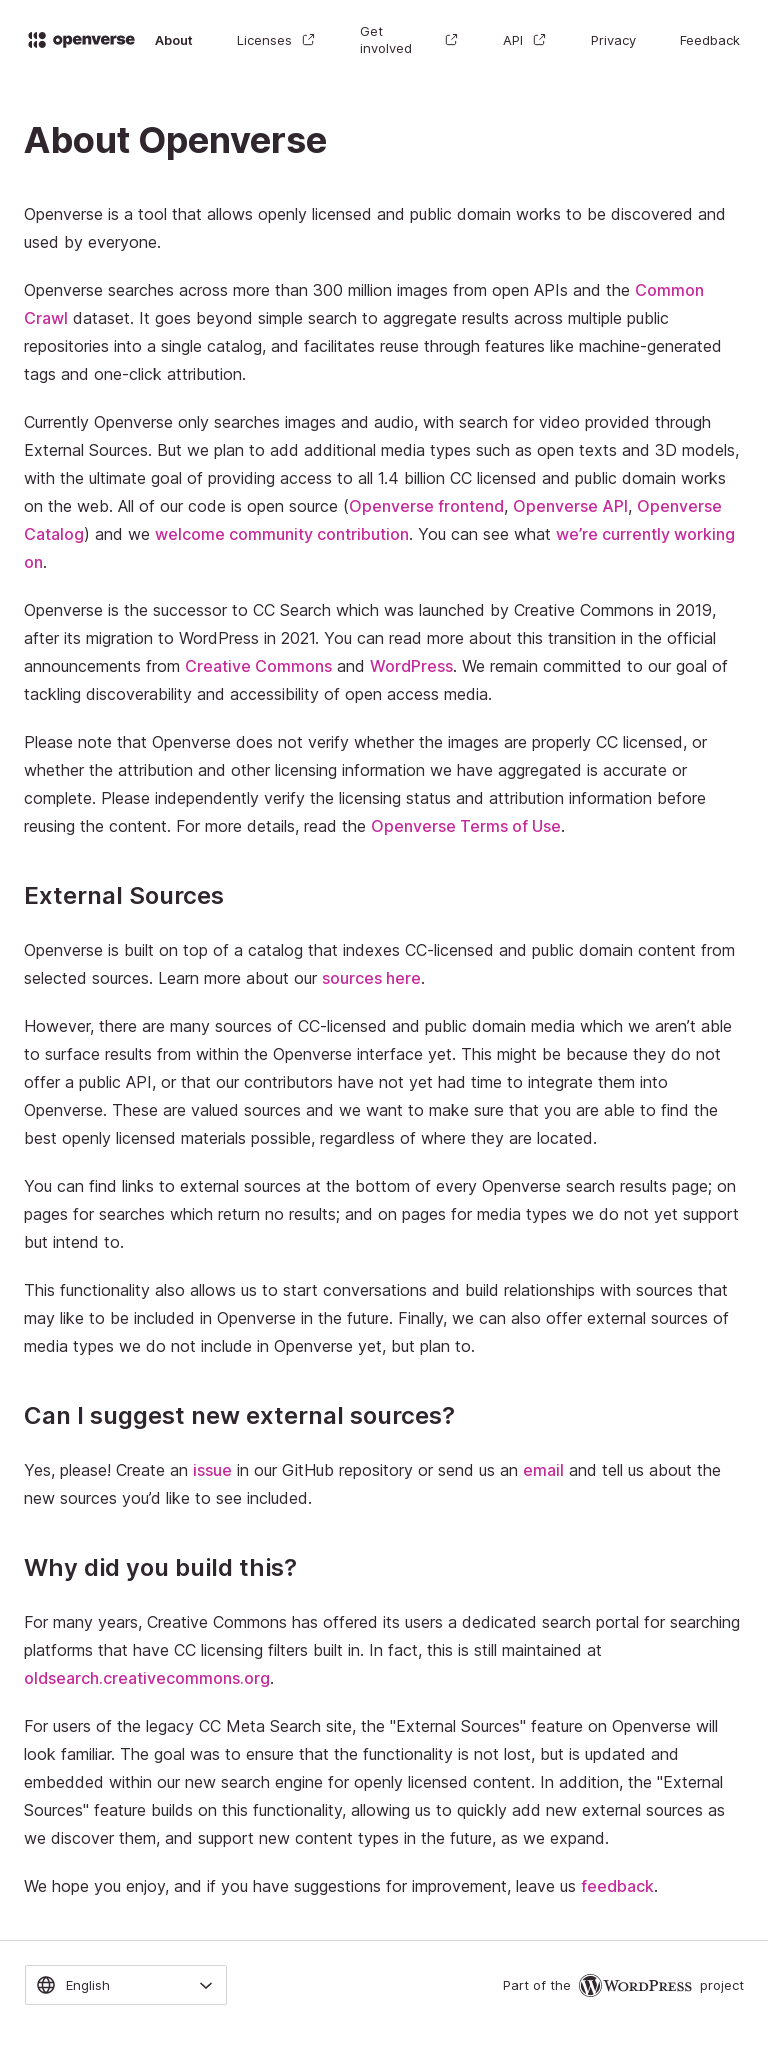 openverse About Licenses Get involved API Privacy Feedback
About Openverse
Openverse is a tool that allows openly licensed and public domain works to be discovered and
used by everyone.
Openverse searches across more than 300 million images from open APIs and the Common
Crawl dataset. It goes beyond simple search to aggregate results across multiple public
repositories into a single catalog, and facilitates reuse through features like machine-generated
tags and one-click attribution.
Currently Openverse only searches images and audio, with search for video provided through
External Sources. But we plan to add additional media types such as open texts and 3D models,
with the ultimate goal of providing access to all 1.4 billion CC licensed and public domain works
on the web. All of our code is open source (Openverse frontend, Openverse API, Openverse
Catalog) and we welcome community contribution. You can see what we’re currently working
on.
Openverse is the successor to CC Search which was launched by Creative Commons in 2019,
after its migration to WordPress in 2021. You can read more about this transition in the official
announcements from Creative Commons and WordPress. We remain committed to our goal of
tackling discoverability and accessibility of open access media.
Please note that Openverse does not verify whether the images are properly CC licensed, or
whether the attribution and other licensing information we have aggregated is accurate or
complete. Please independently verify the licensing status and attribution information before
reusing the content. For more details, read the Openverse Terms of Use.
External Sources
Openverse is built on top of a catalog that indexes CC-licensed and public domain content from
selected sources. Learn more about our sources here.
However, there are many sources of CC-licensed and public domain media which we aren’t able
to surface results from within the Openverse interface yet. This might be because they do not
offer a public API, or that our contributors have not yet had time to integrate them into
Openverse. These are valued sources and we want to make sure that you are able to find the
best openly licensed materials possible, regardless of where they are located.
You can find links to external sources at the bottom of every Openverse search results page; on
pages for searches which return no results; and on pages for media types we do not yet support
but intend to.
This functionality also allows us to start conversations and build relationships with sources that
may like to be included in Openverse in the future. Finally, we can also offer external sources of
media types we do not include in Openverse yet, but plan to.
Can I suggest new external sources?
Yes, please! Create an issue in our GitHub repository or send us an email and tell us about the
new sources you’d like to see included.
Why did you build this?
For many years, Creative Commons has offered its users a dedicated search portal for searching
platforms that have CC licensing filters built in. In fact, this is still maintained at
oldsearch.creativecommons.org.
For users of the legacy CC Meta Search site, the "External Sources" feature on Openverse will
look familiar. The goal was to ensure that the functionality is not lost, but is updated and
embedded within our new search engine for openly licensed content. In addition, the "External
Sources" feature builds on this functionality, allowing us to quickly add new external sources as
we discover them, and support new content types in the future, as we expand.
We hope you enjoy, and if you have suggestions for improvement, leave us feedback.
English Part of the WORDPRESS project